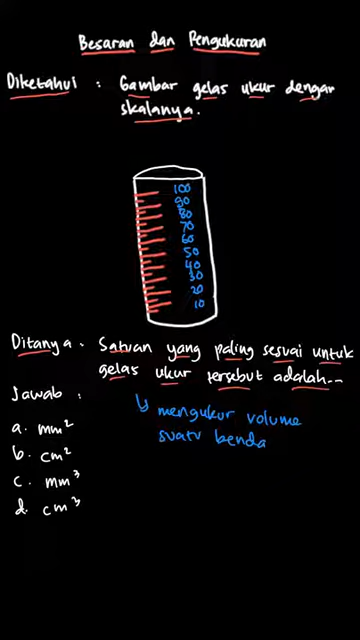 Besaran dan Pengukuran
Diketahui : Gambar gelas ukur dengan
skalanya.
100
90
80
70
60
50
40
30
20
10
Ditanya : Satuan yang paling sesuai untuk
gelas ukur tersebut adalah...
Jawab :
↳ mengukur volume
suatu benda
a. mm²
b. cm²
c. mm³
d. cm³